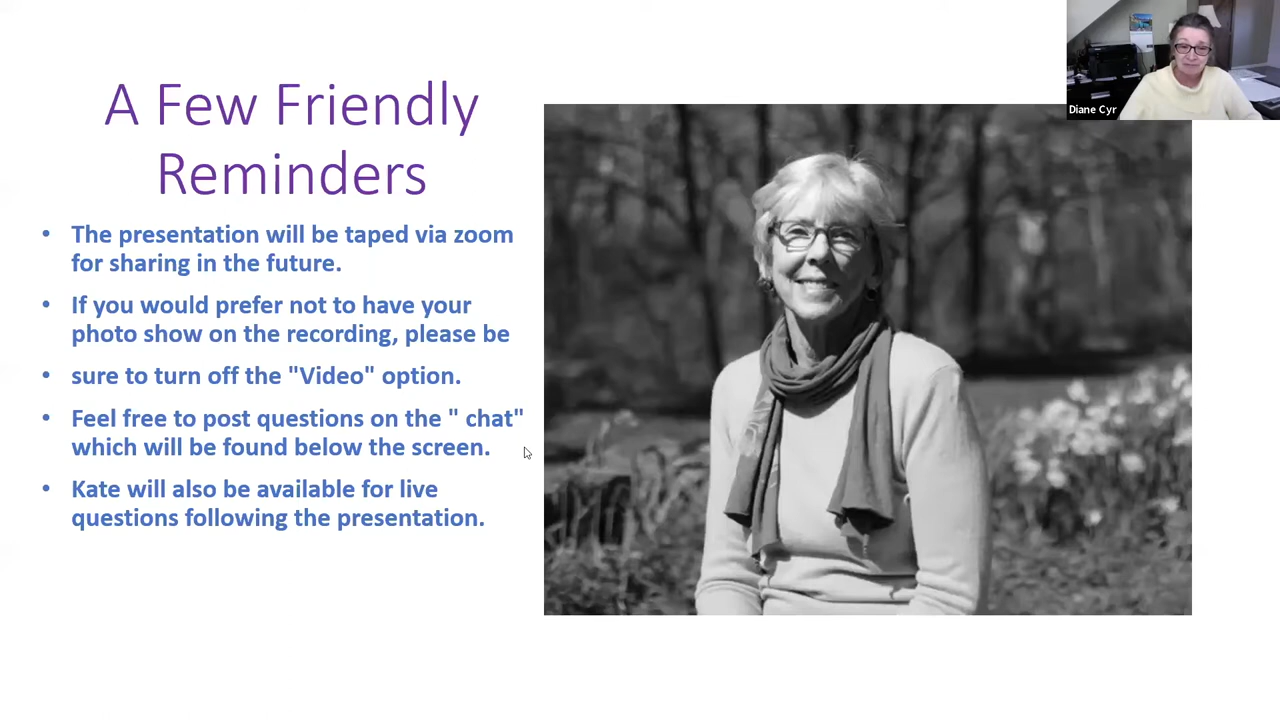 A Few Friendly
Reminders
• The presentation will be taped via zoom
for sharing in the future.
• If you would prefer not to have your
photo show on the recording, please be
• sure to turn off the "Video" option.
• Feel free to post questions on the " chat"
which will be found below the screen.
• Kate will also be available for live
questions following the presentation.
Diane Cyr